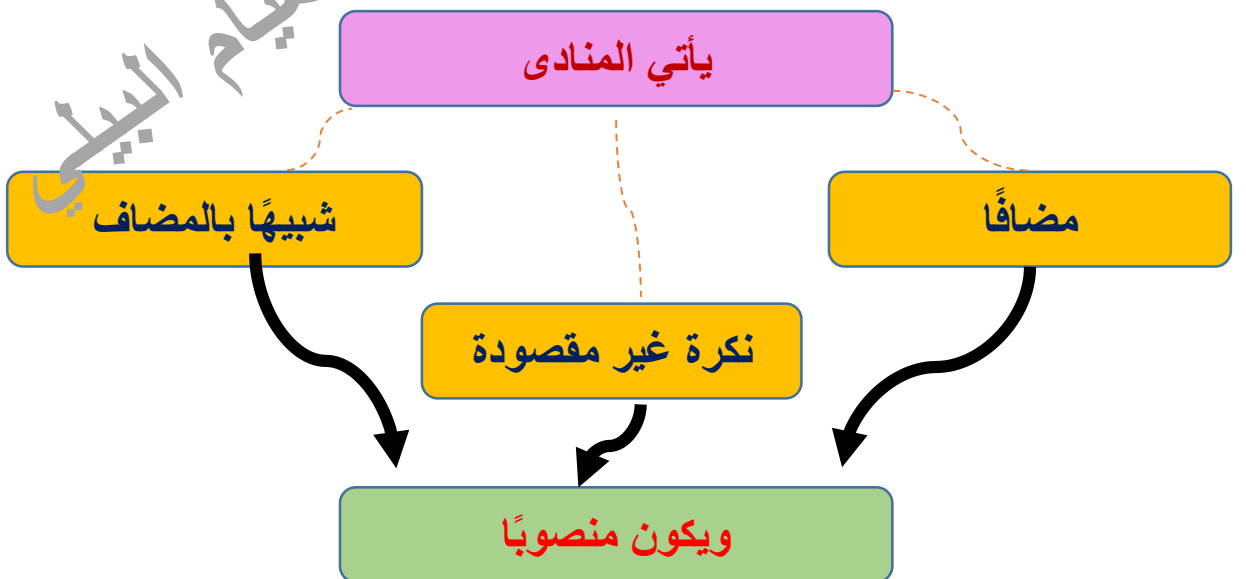 يأتي المنادى
مضافًا
شبيهًا بالمضاف
نكرة غير مقصودة
ويكون منصوبًا